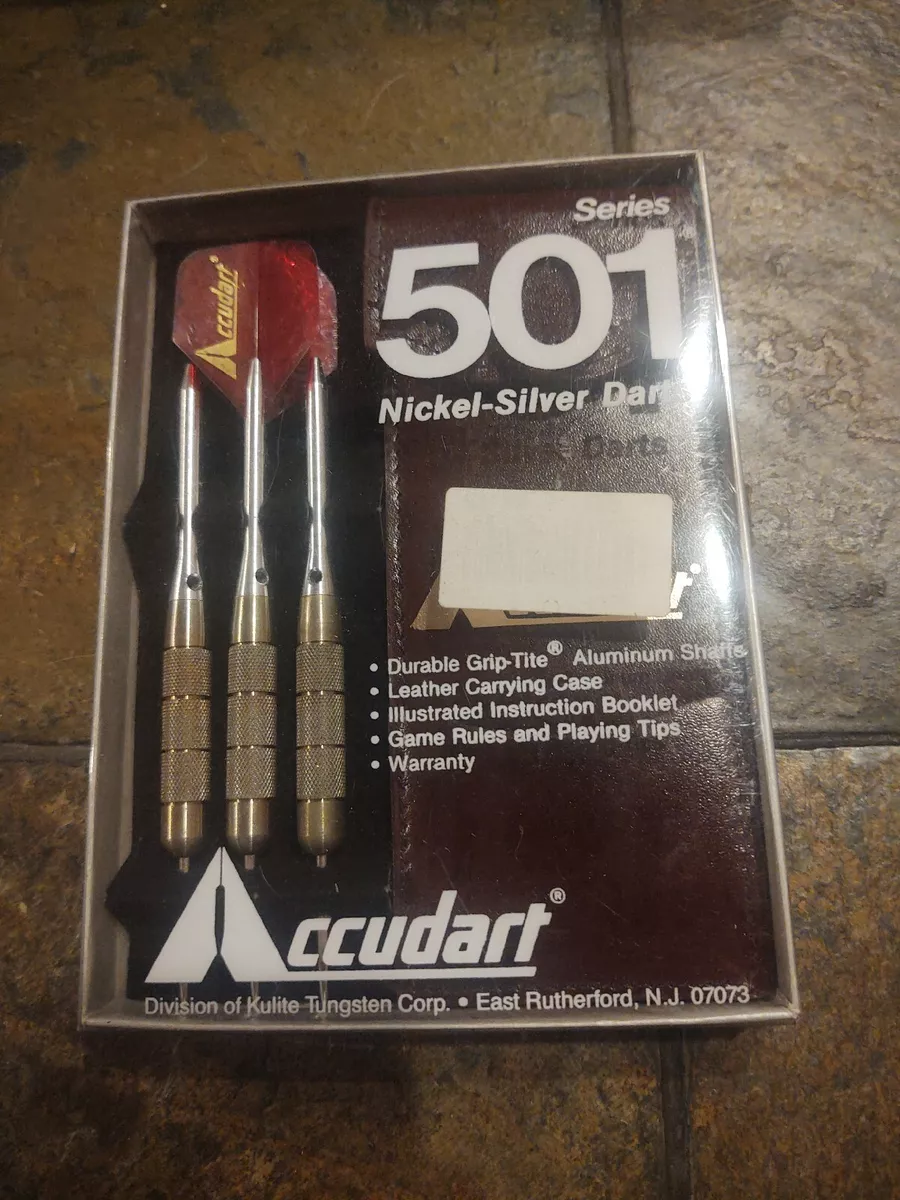 Series
501
Nickel-Silver Dart
Darts
Accudart®
• Durable Grip-Tite® Aluminum Shafts
• Leather Carrying Case
• Illustrated Instruction Booklet
• Game Rules and Playing Tips
• Warranty
Accudart®
Division of Kulite Tungsten Corp. • East Rutherford, N.J. 07073